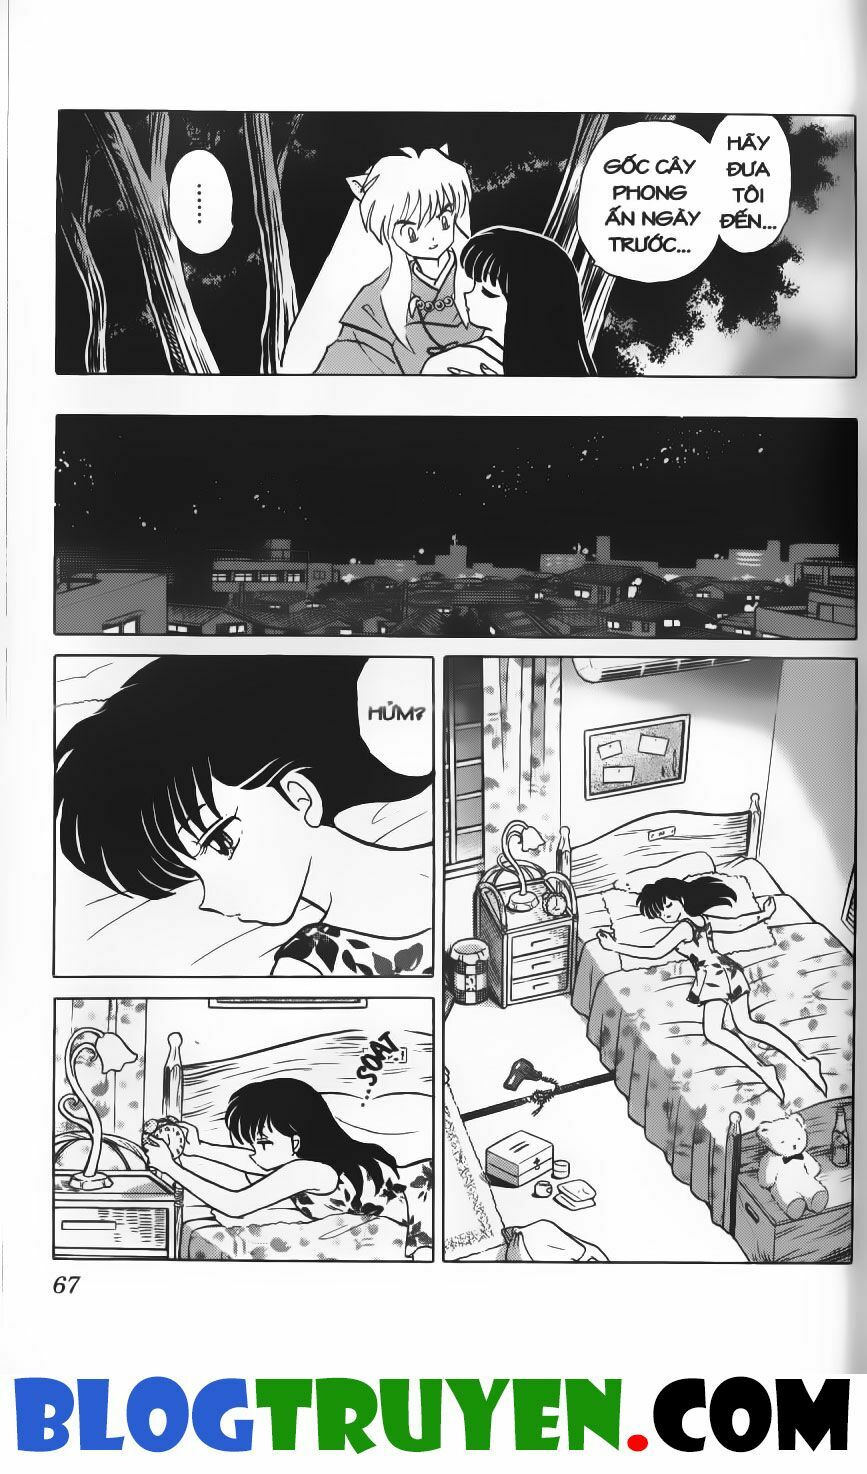 HÃY
ĐƯA
TÔI
ĐẾN...
GỐC CÂY
PHONG
ẤN NGÀY
TRƯỚC...
........
HỬM?
...SOẠT
67
BLOGTRUYEN.COM